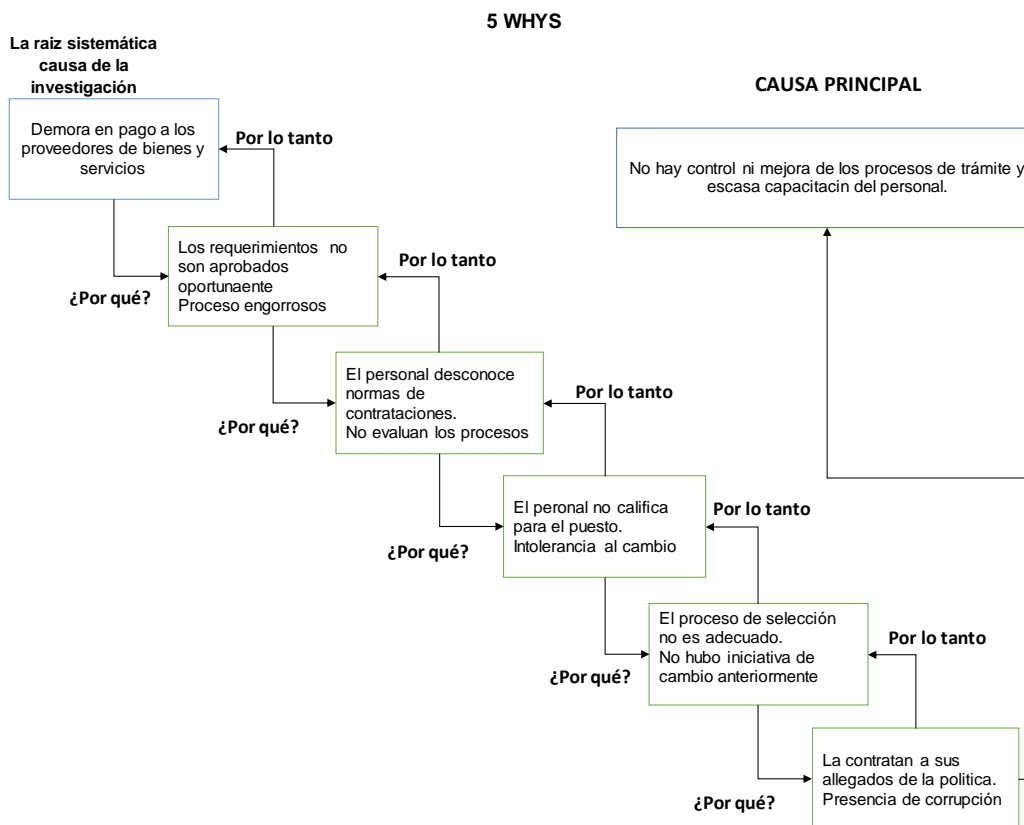 5 WHYS
La raiz sistemática
causa de la
investigación
CAUSA PRINCIPAL
Demora en pago a los
proveedores de bienes y
servicios
Por lo tanto
No hay control ni mejora de los procesos de trámite y
escasa capacitacin del personal.
¿Por qué?
Los requerimientos no
son aprobados
oportunaente
Proceso engorrosos
Por lo tanto
¿Por qué?
El personal desconoce
normas de
contrataciones.
No evaluan los procesos
Por lo tanto
¿Por qué?
El peronal no califica
para el puesto.
Intolerancia al cambio
Por lo tanto
¿Por qué?
El proceso de selección
no es adecuado.
No hubo iniciativa de
cambio anteriormente
Por lo tanto
¿Por qué?
La contratan a sus
allegados de la politica.
Presencia de corrupción